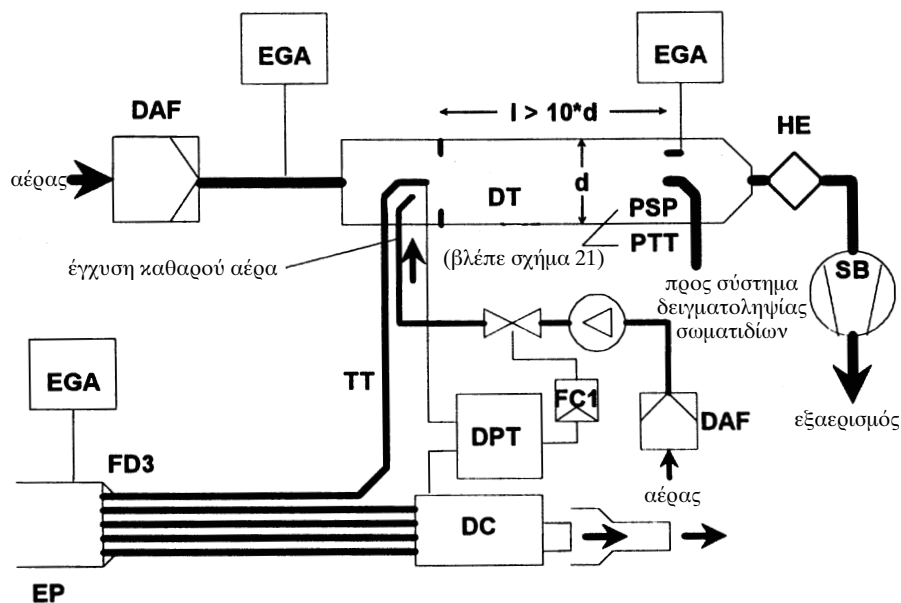 EGA
EGA
DAF
l > 10*d
HE
αέρας
d
DT
PSP
PTT
έγχυση καθαρού αέρα
(βλέπε σχήμα 21)
SB
προς σύστημα
δειγματοληψίας
σωματιδίων
EGA
TT
FC1
DPT
DAF
εξαερισμός
FD3
αέρας
DC
EP